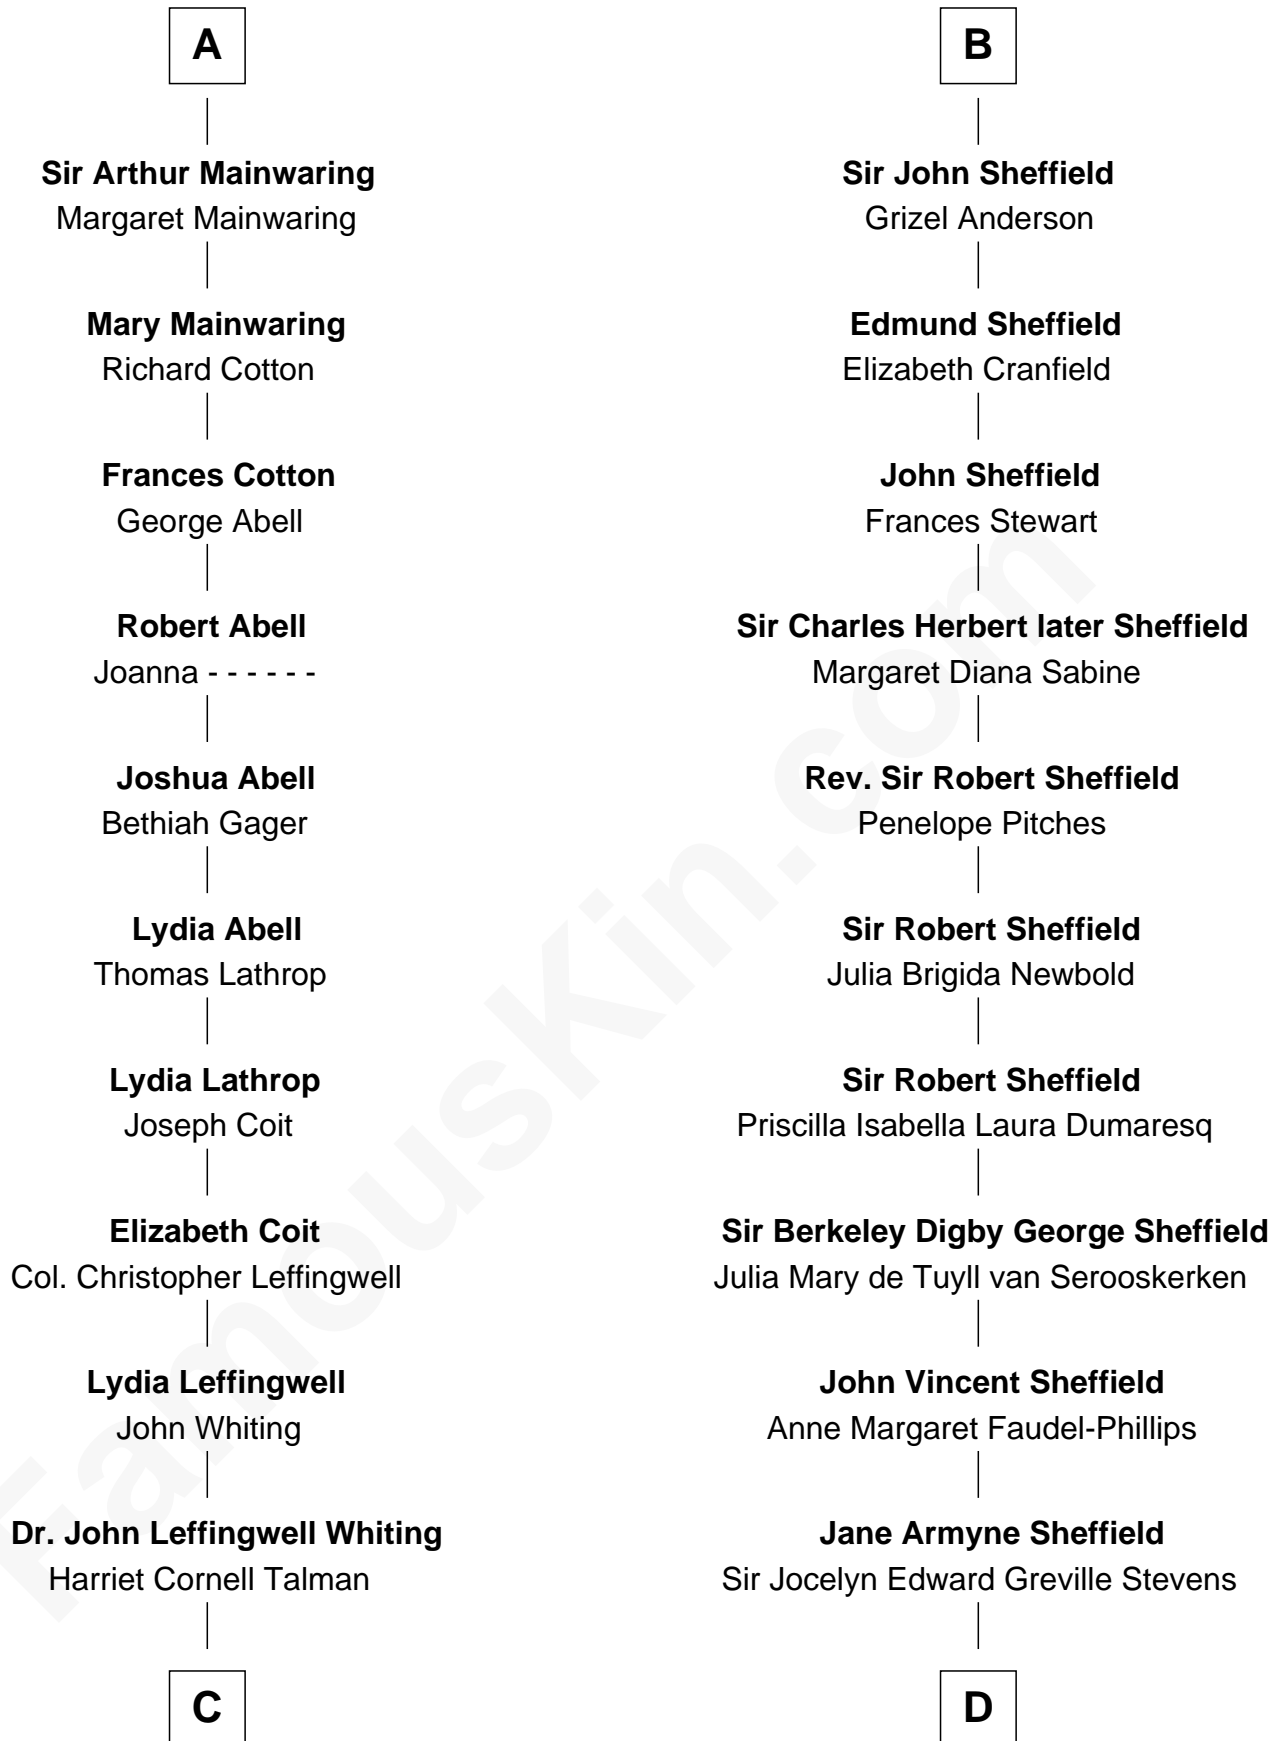 A
Sir Arthur Mainwaring
Margaret Mainwaring
Mary Mainwaring
Richard Cotton
Frances Cotton
George Abell
Robert Abell
Joanna - - - - - -
Joshua Abell
Bethiah Gager
Lydia Abell
Thomas Lathrop
Lydia Lathrop
Joseph Coit
Elizabeth Coit
Col. Christopher Leffingwell
Lydia Leffingwell
John Whiting
Dr. John Leffingwell Whiting
Harriet Cornell Talman
C
B
Sir John Sheffield
Grizel Anderson
Edmund Sheffield
Elizabeth Cranfield
John Sheffield
Frances Stewart
Sir Charles Herbert later Sheffield
Margaret Diana Sabine
Rev. Sir Robert Sheffield
Penelope Pitches
Sir Robert Sheffield
Julia Brigida Newbold
Sir Robert Sheffield
Priscilla Isabella Laura Dumaresq
Sir Berkeley Digby George Sheffield
Julia Mary de Tuyll van Serooskerken
John Vincent Sheffield
Anne Margaret Faudel-Phillips
Jane Armyne Sheffield
Sir Jocelyn Edward Greville Stevens
D
FamousKin.com